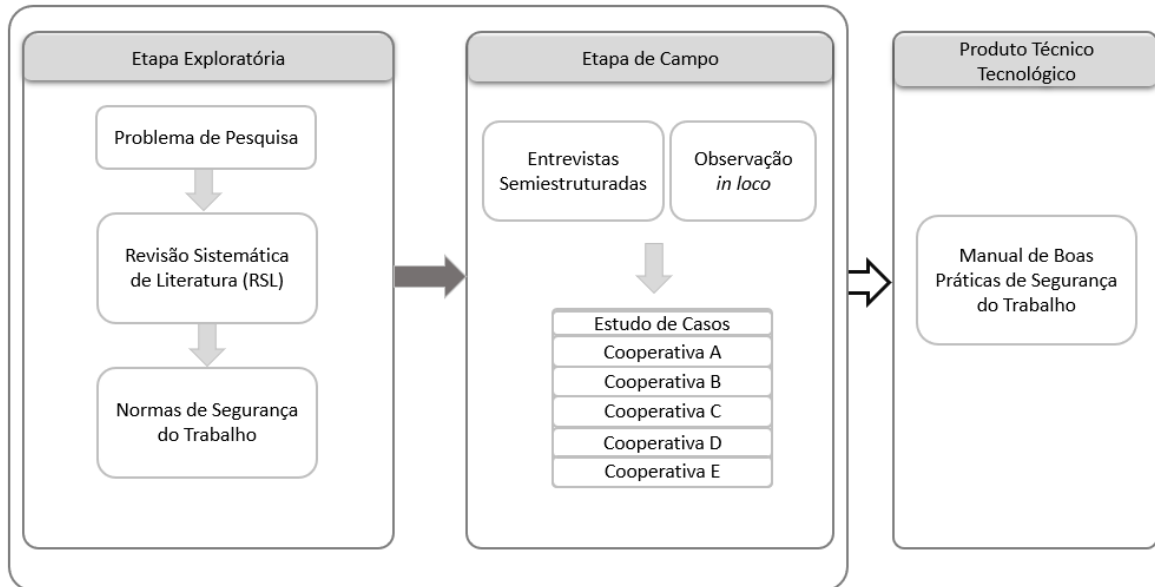 Etapa Exploratória
Problema de Pesquisa
Revisão Sistemática
de Literatura (RSL)
Normas de Segurança
do Trabalho
Etapa de Campo
Entrevistas
Semiestruturadas
Observação
in loco
Estudo de Casos
Cooperativa A
Cooperativa B
Cooperativa C
Cooperativa D
Cooperativa E
Produto Técnico
Tecnológico
Manual de Boas
Práticas de Segurança
do Trabalho